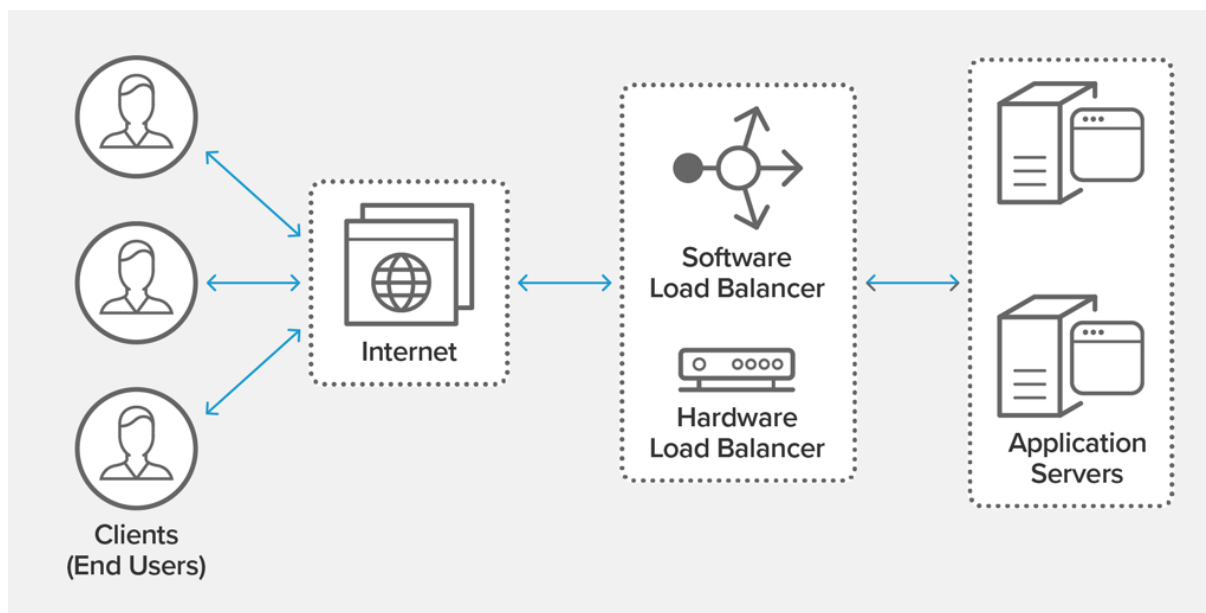 Clients
(End Users)
Internet
Software
Load Balancer
Hardware
Load Balancer
Application
Servers